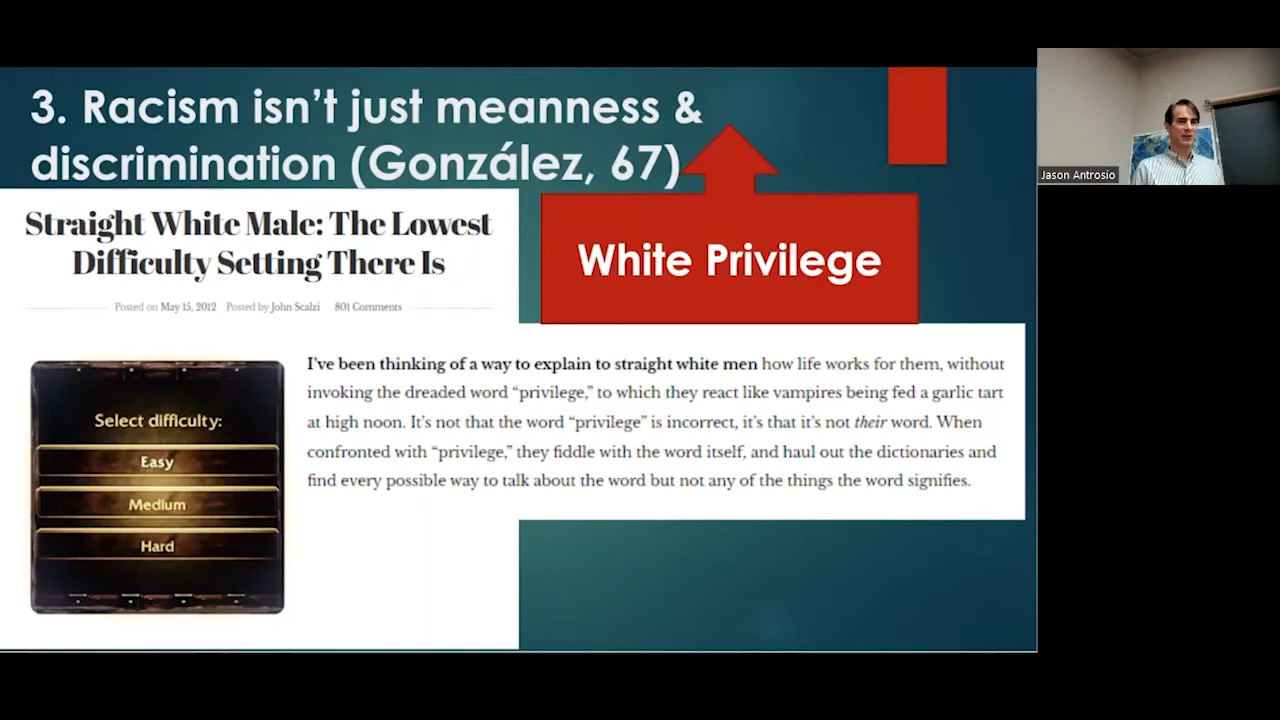 3. Racism isn't just meanness &
discrimination (González, 67)
White Privilege
Straight White Male: The Lowest
Difficulty Setting There Is
Posted on May 15, 2012 Posted by John Scalzi 801 Comments
Select difficulty:
Easy
Medium
Hard
I've been thinking of a way to explain to straight white men how life works for them, without
invoking the dreaded word “privilege,” to which they react like vampires being fed a garlic tart
at high noon. It's not that the word “privilege” is incorrect, it's that it's not their word. When
confronted with “privilege,” they fiddle with the word itself, and haul out the dictionaries and
find every possible way to talk about the word but not any of the things the word signifies.
Jason Antrosio